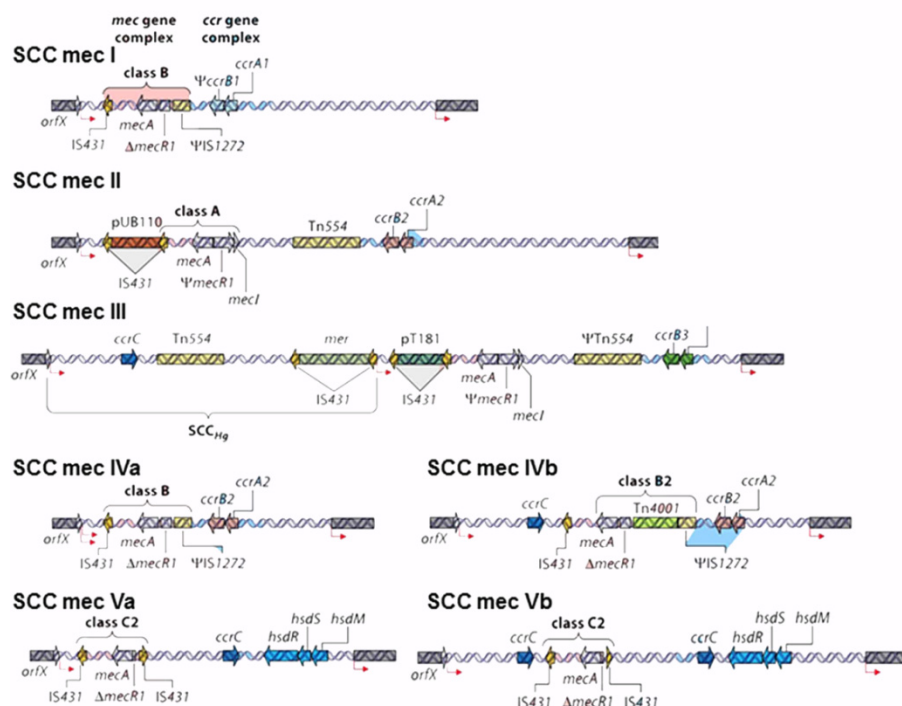 mec gene complex
ccr gene complex
SCC mec I
class B
ΨccrB1
ccrA1
orfX
IS431
mecA
ΔmecR1
ΨIS1272
SCC mec II
pUB110
class A
Tn554
ccrB2
ccrA2
orfX
IS431
mecA
ΨmecR1
mecI
SCC mec III
ccrC
Tn554
mer
pT181
ΨTn554
ccrB3
orfX
IS431
IS431
mecA
ΨmecR1
mecI
SCCHg
SCC mec IVa
class B
ccrB2
ccrA2
orfX
IS431
mecA
ΔmecR1
ΨIS1272
SCC mec IVb
class B2
ccrC
Tn4001
ccrB2
ccrA2
orfX
IS431
mecA
ΔmecR1
ΨIS1272
SCC mec Va
class C2
ccrC
hsdR
hsdS
hsdM
orfX
IS431
mecA
ΔmecR1
IS431
SCC mec Vb
ccrC
class C2
ccrC
hsdR
hsdS
hsdM
orfX
IS431
mecA
ΔmecR1
IS431